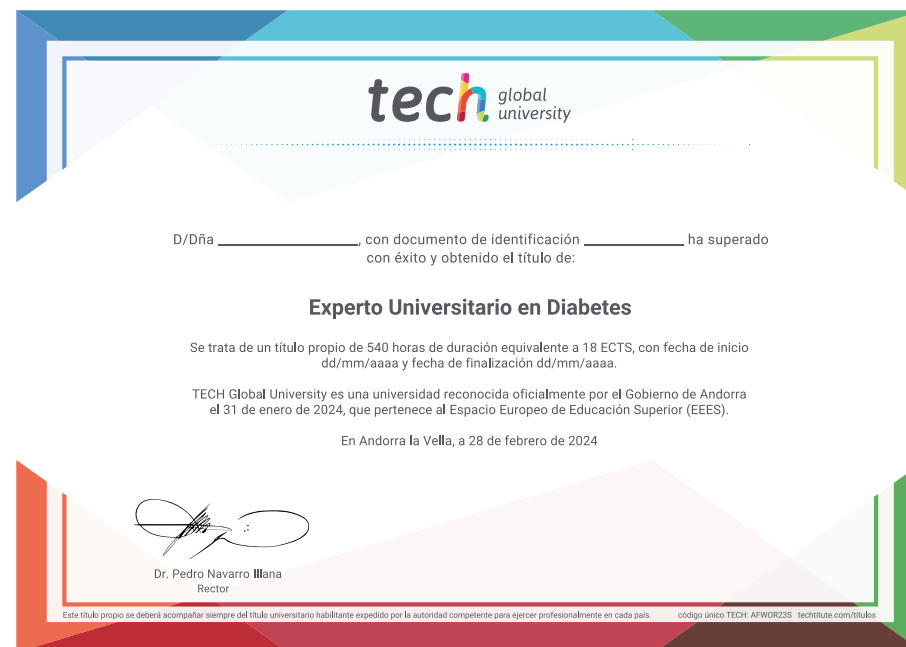 tech global university
D/Dña ____________________, con documento de identificación ______________ ha superado
con éxito y obtenido el título de:
Experto Universitario en Diabetes
Se trata de un título propio de 540 horas de duración equivalente a 18 ECTS, con fecha de inicio
dd/mm/aaaa y fecha de finalización dd/mm/aaaa.
TECH Global University es una universidad reconocida oficialmente por el Gobierno de Andorra
el 31 de enero de 2024, que pertenece al Espacio Europeo de Educación Superior (EEES).
En Andorra la Vella, a 28 de febrero de 2024
Dr. Pedro Navarro Illana
Rector
Este título propio se deberá acompañar siempre del título universitario habilitante expedido por la autoridad competente para ejercer profesionalmente en cada país. código único TECH: AFWOR23S techtitute.com/titulos